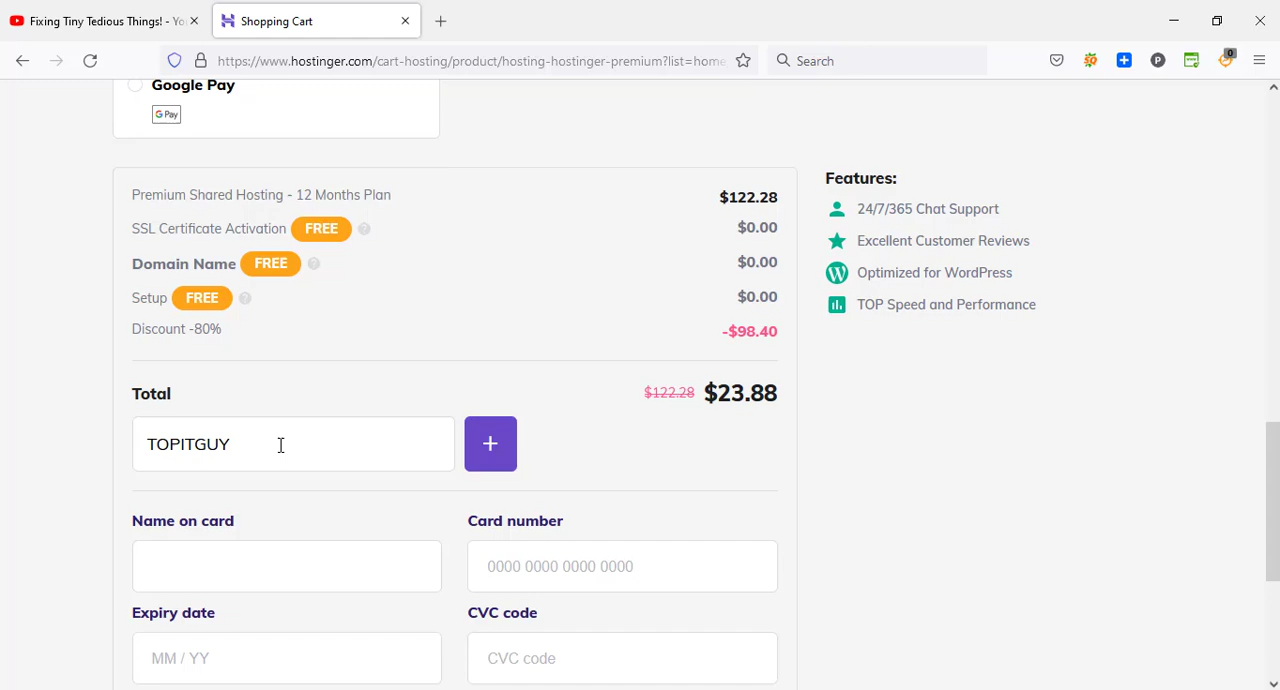 Fixing Tiny Tedious Things! - Yo
Shopping Cart
https://www.hostinger.com/cart-hosing/product/hosting-hostinger-premium?list=home
Search
0
Google Pay
G Pay
Premium Shared Hosting - 12 Months Plan $122.28
SSL Certificate Activation FREE ? $0.00
Domain Name FREE ? $0.00
Setup FREE ? $0.00
Discount -80% -$98.40
Total $122.28 $23.88
TOPITGUY +
Name on card
Card number
0000 0000 0000 0000
Expiry date
CVC code
MM / YY
CVC code
Features:
24/7/365 Chat Support
Excellent Customer Reviews
Optimized for WordPress
TOP Speed and Performance